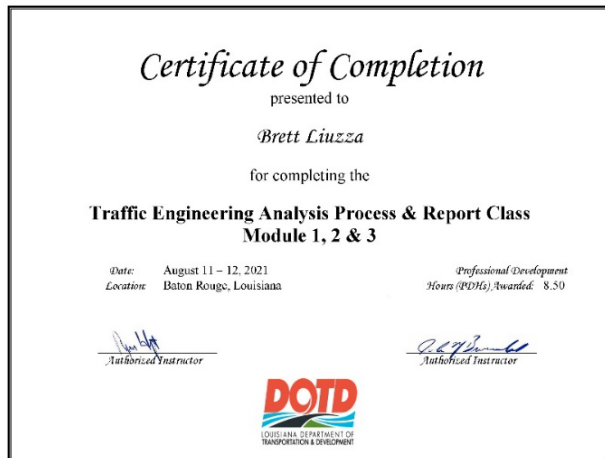 Certificate of Completion
presented to
Brett Liuzza
for completing the
Traffic Engineering Analysis Process & Report Class
Module 1, 2 & 3
Date: August 11 – 12, 2021
Location: Baton Rouge, Louisiana
Professional Development
Hours (PDHs) Awarded: 8.50
Authorized Instructor
Authorized Instructor
DOTD
LOUISIANA DEPARTMENT OF
TRANSPORTATION & DEVELOPMENT